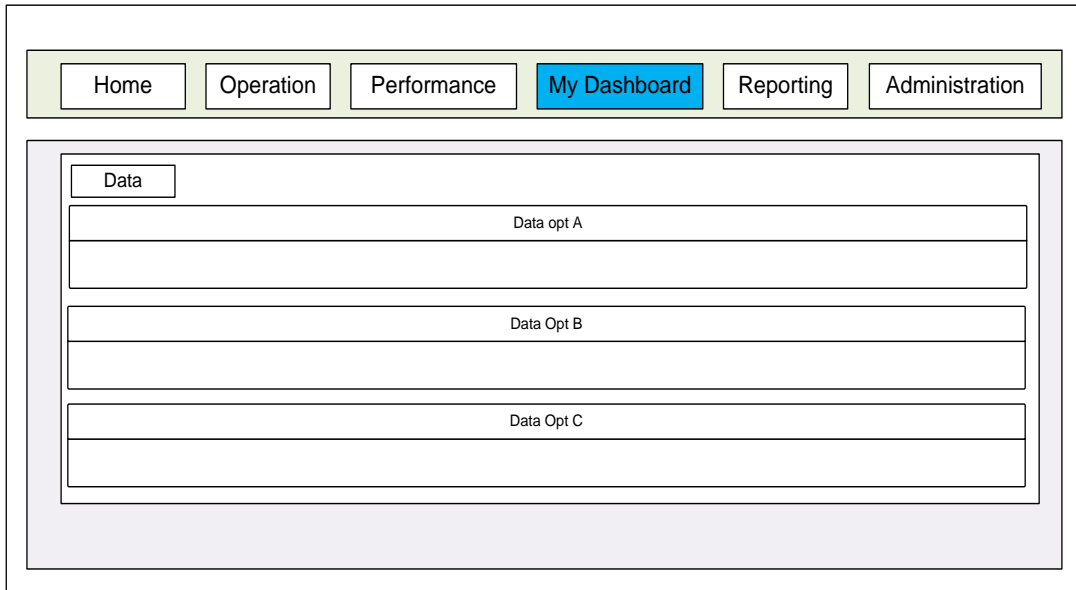 Home Operation Performance My Dashboard Reporting Administration
Data
Data opt A
Data Opt B
Data Opt C